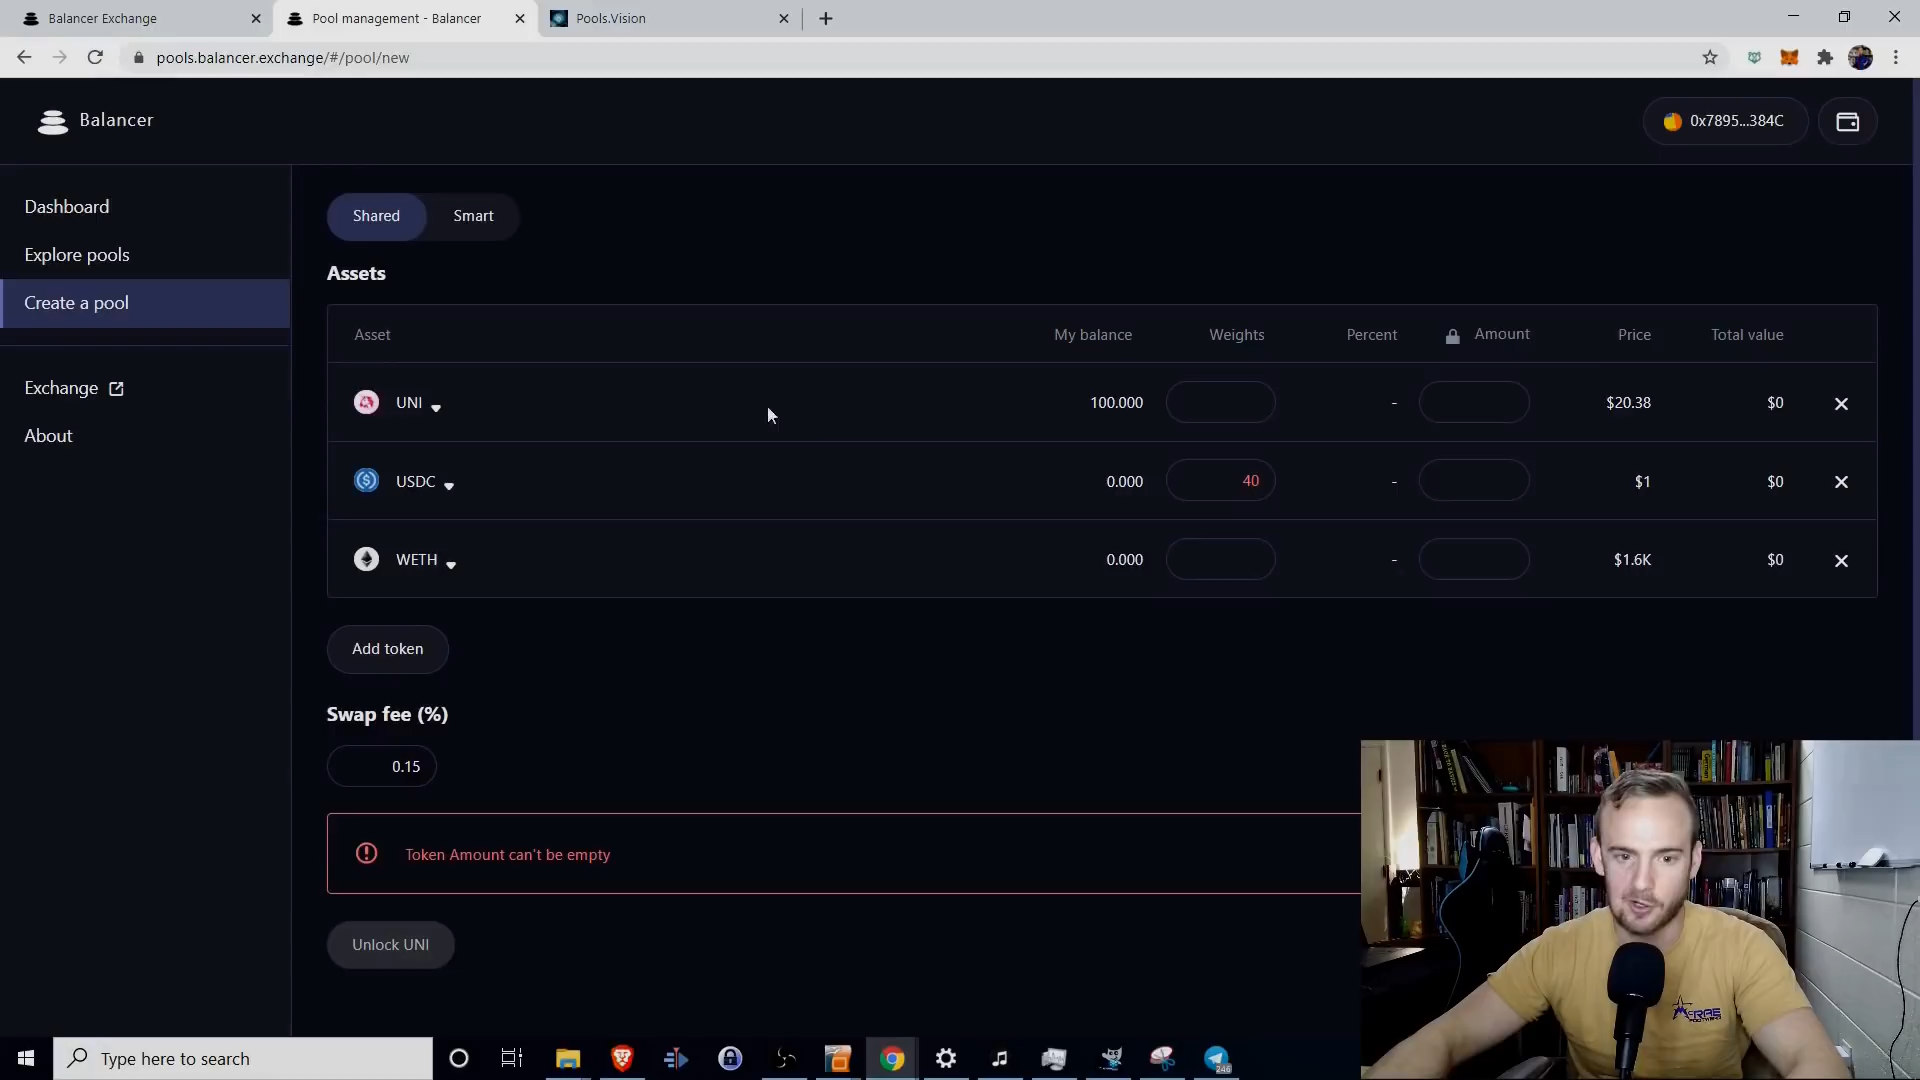 Balancer Exchange
Pool management - Balancer
Pools.Vision
pools.balancer.exchange/#/pool/new
Balancer
0x7895...384C
Dashboard
Explore pools
Create a pool
Exchange
About
Shared
Smart
Assets
Asset
My balance
Weights
Percent
Amount
Price
Total value
UNI
100.000
-
$20.38
$0
USDC
0.000
40
-
$1
$0
WETH
0.000
-
$1.6K
$0
Add token
Swap fee (%)
0.15
Token Amount can't be empty
Unlock UNI
McRAE
Type here to search
246